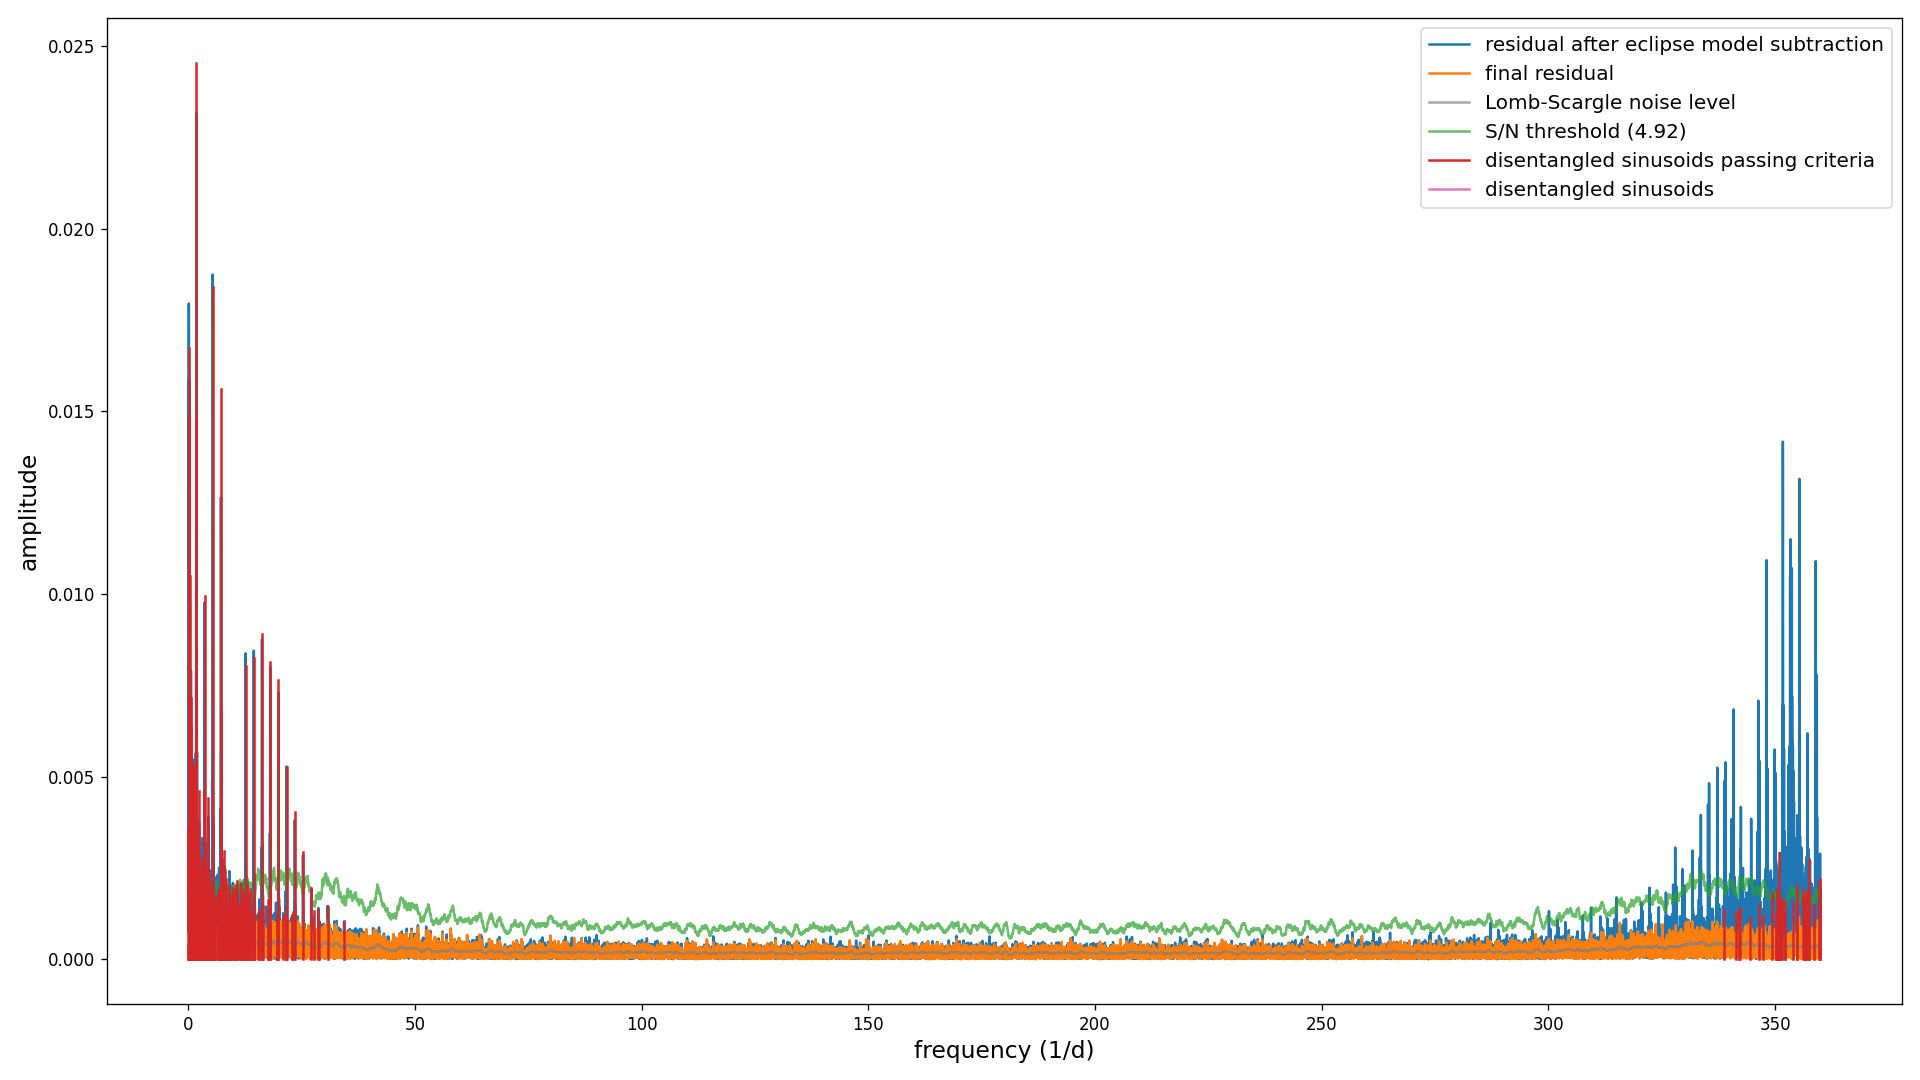 residual after eclipse model subtraction
final residual
Lomb-Scargle noise level
S/N threshold (4.92)
disentangled sinusoids passing criteria
disentangled sinusoids
amplitude
0.025
0.020
0.015
0.010
0.005
0.000
0 50 100 150 200 250 300 350
frequency (1/d)